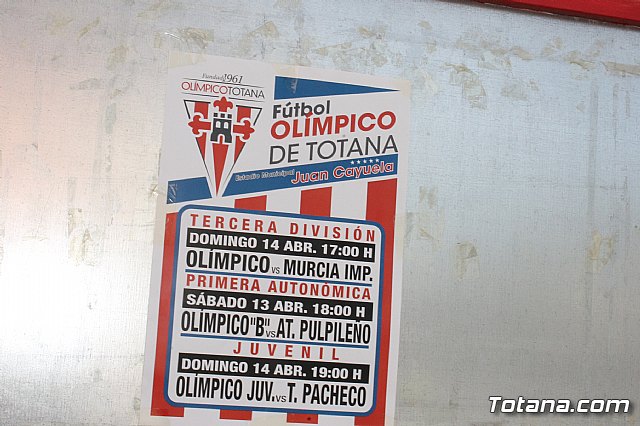 Fundado 1961
OLÍMPICO TOTANA
Fútbol
OLÍMPICO
DE TOTANA
Estadio Municipal Juan Cayuela
TERCERA DIVISIÓN
DOMINGO 14 ABR. 17:00 H
OLÍMPICO vs MURCIA IMP.
PRIMERA AUTONÓMICA
SÁBADO 13 ABR. 18:00 H
OLÍMPICO"B" vs AT. PULPILEÑO
JUVENIL
DOMINGO 14 ABR. 19:00 H
OLÍMPICO JUV. vs T. PACHECO
Totana.com